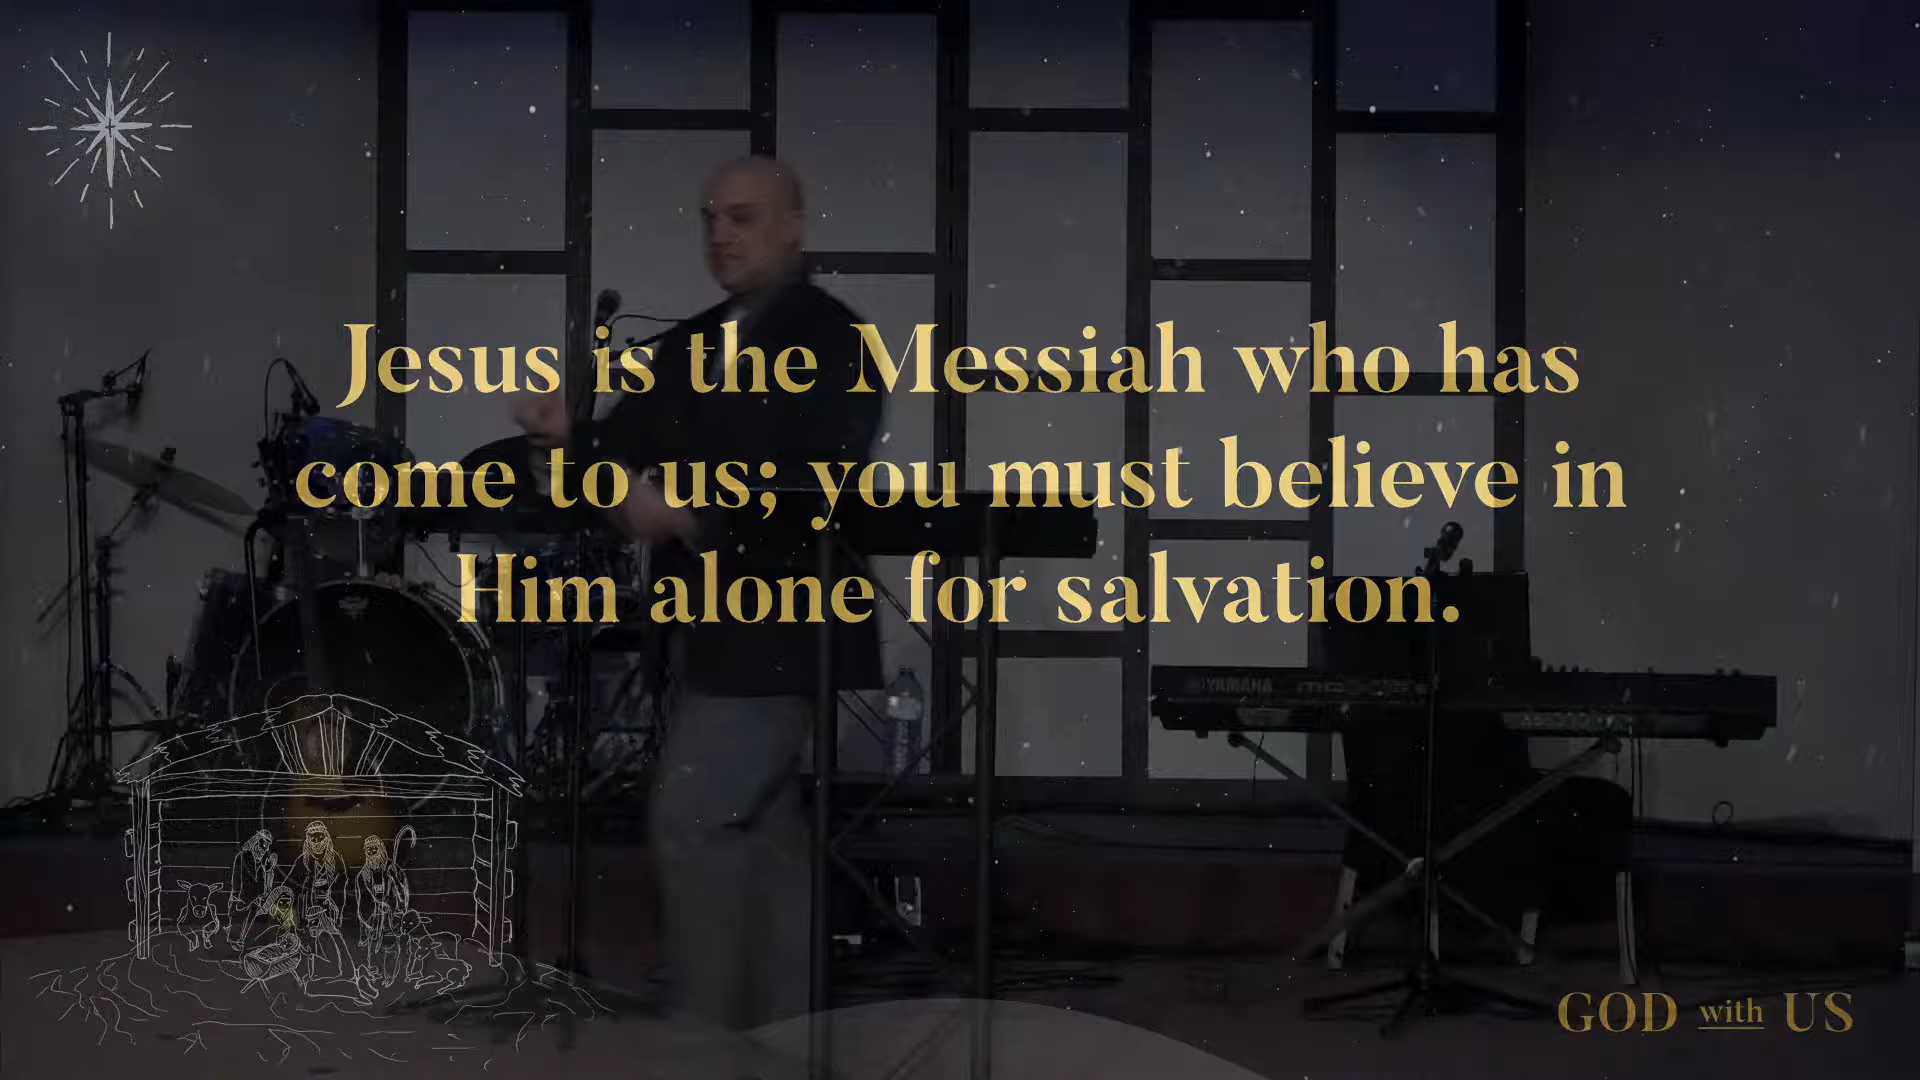 Jesus is the Messiah who has
come to us; you must believe in
Him alone for salvation.
YAMAHA
GOD with US